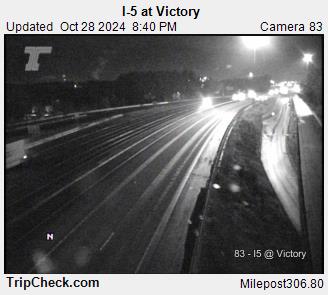 I-5 at Victory
Updated Oct 28 2024 8:40 PM Camera 83
T
N
83 - I5 @ Victory
TripCheck.com Milepost306.80